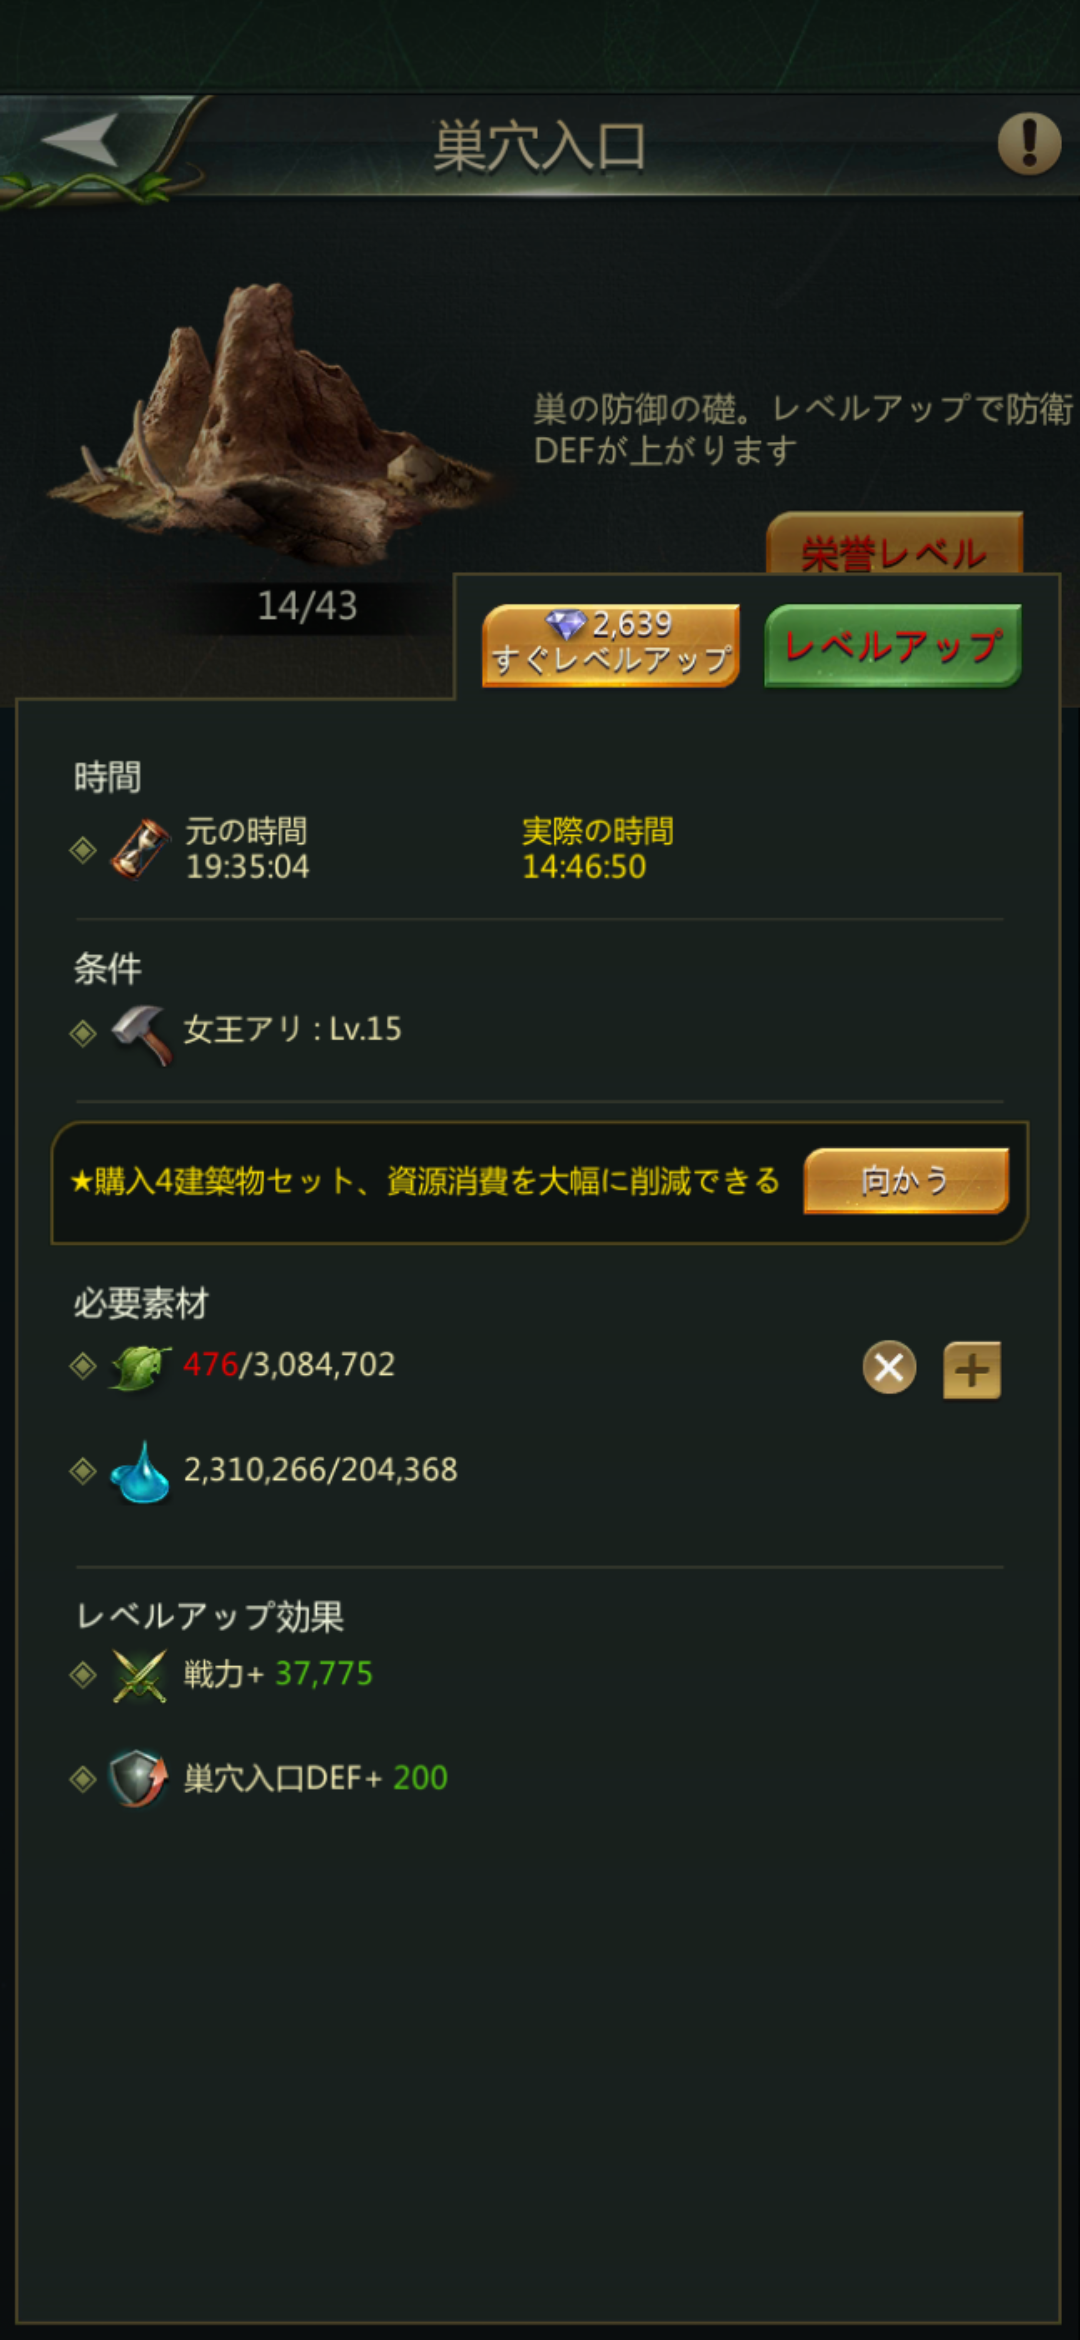 巣穴入口
巣の防御の礎。レベルアップで防衛
DEFが上がります
栄誉レベル
14/43
2,639
すぐレベルアップ
レベルアップ
時間
元の時間
19:35:04
実際の時間
14:46:50
条件
女王アリ : Lv.15
★購入4建築物セット、資源消費を大幅に削減できる
向かう
必要素材
476/3,084,702
2,310,266/204,368
レベルアップ効果
戦力+ 37,775
巣穴入口DEF+ 200